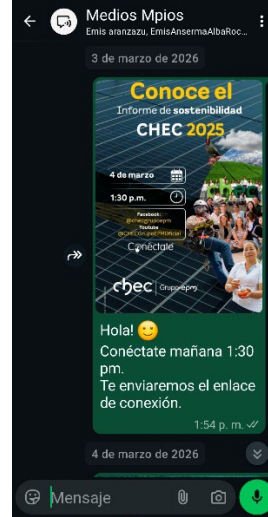 Medios Mpios
Emis aranzazu, EmisAnsermaAlbaRoc...
3 de marzo de 2026
Conoce el
Informe de sostenibilidad
CHEC 2025
4 de marzo
1:30 p.m.
Facebook:
@checgrupoepm
Youtube
Conéctate
chec Grupo·epm
Hola! 🙂
Conéctate mañana 1:30
pm.
Te enviaremos el enlace
de conexión.
1:54 p. m.
4 de marzo de 2026
Mensaje